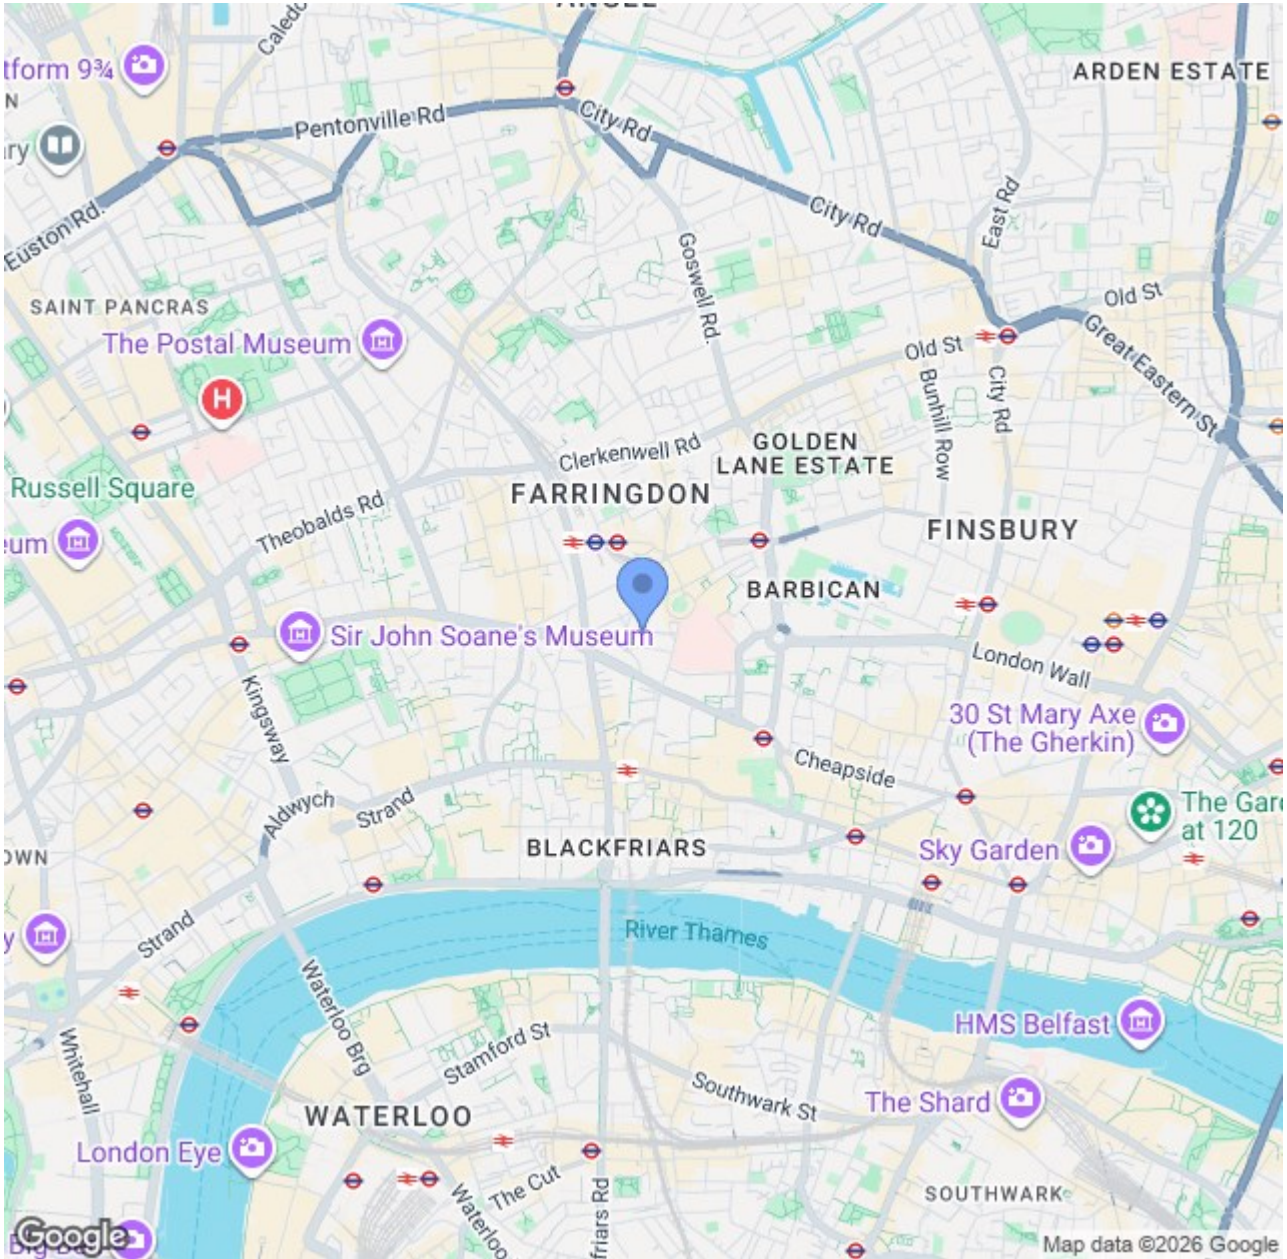 tform 9¾
N
Caledo
Pentonville Rd
City Rd
ARDEN ESTATE
ry
Euston Rd.
City Rd
East Rd
Goswell Rd.
SAINT PANCRAS
The Postal Museum
Old St
Great Eastern St
Old St
H
City Rd
Bunhill Row
Clerkenwell Rd
GOLDEN
LANE ESTATE
Russell Square
FARRINGDON
Theobalds Rd
FINSBURY
eum
BARBICAN
Sir John Soane's Museum
London Wall
Kingsway
30 St Mary Axe
(The Gherkin)
Cheapside
Aldwych
Strand
The Gar
at 120
BLACKFRIARS
Sky Garden
OWN
Strand
y
River Thames
Waterloo Brg
HMS Belfast
Whitehall
Stamford St
Southwark St
The Shard
WATERLOO
London Eye
The Cut
SOUTHWARK
Waterloo
friars Rd
Big Be
Google
Map data ©2026 Google